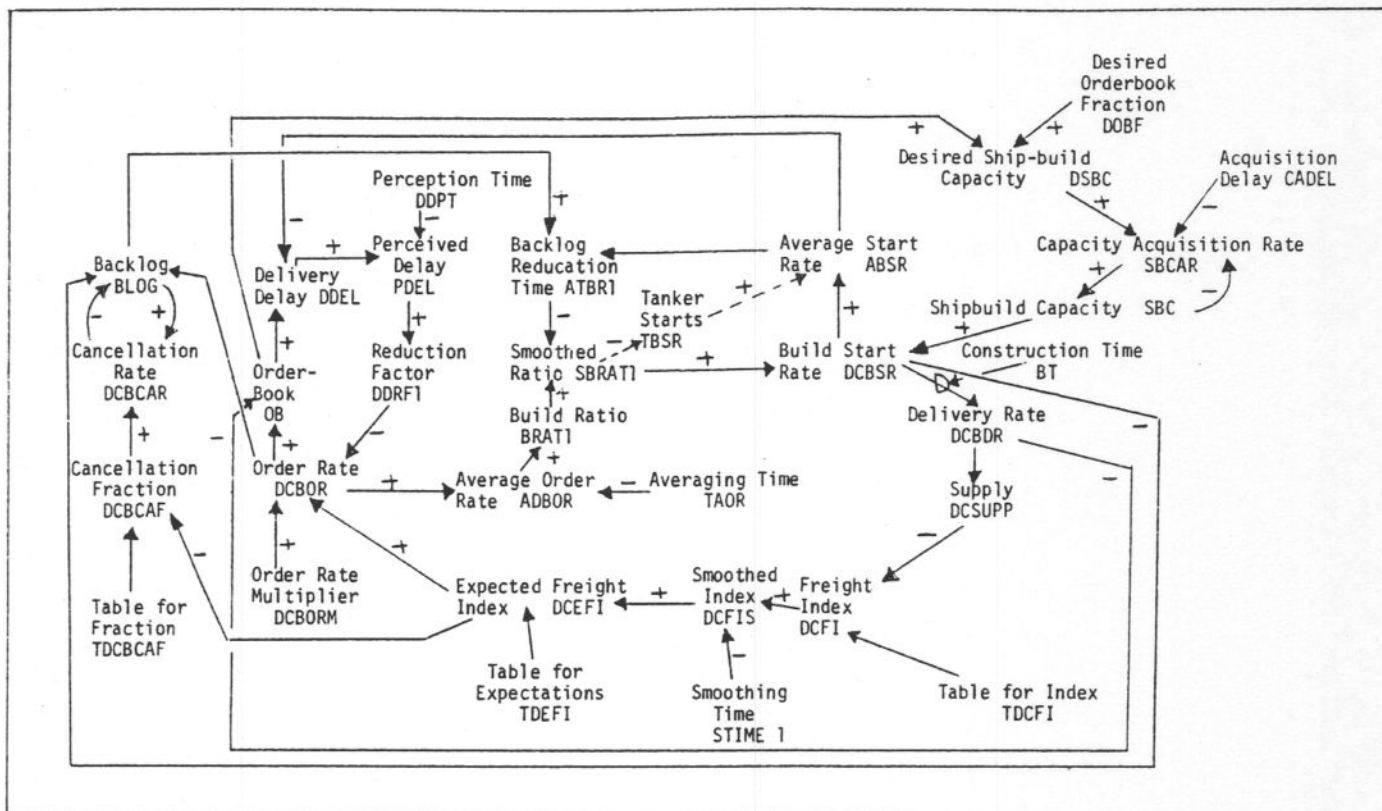 Desired
Orderbook
Fraction
DOBF
+
+
Desired Ship-build
Capacity DSBC
Acquisition
Delay CADEL
+
−
Perception Time
DDPT
−
−
+
+
Perceived
Delay
PDEL
Backlog
Reducation
Time ATBR1
Average Start
Rate ABSR
Capacity Acquisition Rate
SBCAR
Backlog
BLOG
Delivery
Delay DDEL
+
−
Tanker
Starts
TBSR
+
−
Shipbuild Capacity SBC
−
+
+
+
−
−
+
+
Cancellation
Rate
DCBCAR
Order-
Book
OB
Reduction
Factor
DDRF1
Smoothed
Ratio SBRAT1
+
Build Start
Rate DCBSR
Construction Time
BT
D
+
Build Ratio
BRAT1
Delivery Rate
DCBDR
−
+
−
+
−
+
−
Cancellation
Fraction
DCBCAF
Order Rate
DCBOR
+
Average Order
Rate ADBOR
−
Averaging Time
TAOR
Supply
DCSUPP
−
−
+
+
Order Rate
Multiplier
DCBORM
Expected Freight
Index DCEFI
+
Smoothed
Index
DCFIS
+
Freight
Index
DCFI
Table for
Fraction
TDCBCAF
−
Table for
Expectations
TDEFI
Smoothing
Time
STIME 1
Table for Index
TDCFI